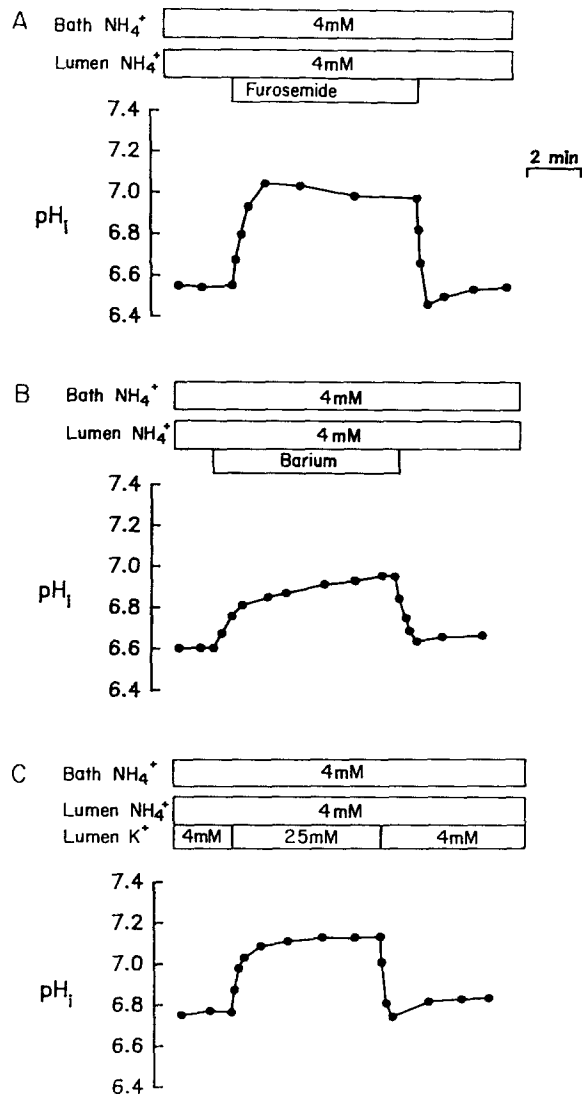 A
Bath NH₄⁺ 4mM
Lumen NH₄⁺ 4mM
Furosemide
7.4
7.2
7.0
6.8
6.6
6.4
pHᵢ
2 min
B
Bath NH₄⁺ 4mM
Lumen NH₄⁺ 4mM
Barium
7.4
7.2
7.0
6.8
6.6
6.4
pHᵢ
C
Bath NH₄⁺ 4mM
Lumen NH₄⁺ 4mM
Lumen K⁺ 4mM 25mM 4mM
7.4
7.2
7.0
6.8
6.6
6.4
pHᵢ